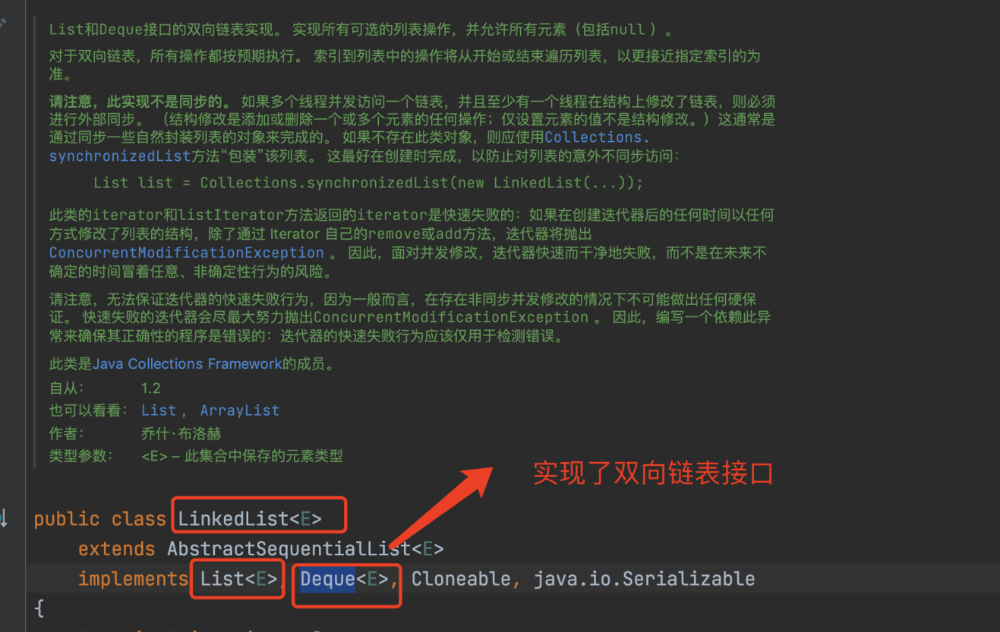 List和Deque接口的双向链表实现。 实现所有可选的列表操作，并允许所有元素（包括null ）。
对于双向链表，所有操作都按预期执行。 索引到列表中的操作将从开始或结束遍历列表，以更接近指定索引的为
准。
请注意，此实现不是同步的。 如果多个线程并发访问一个链表，并且至少有一个线程在结构上修改了链表，则必须
进行外部同步。 （结构修改是添加或删除一个或多个元素的任何操作；仅设置元素的值不是结构修改。）这通常是
通过同步一些自然封装列表的对象来完成的。 如果不存在此类对象，则应使用Collections.
synchronizedList方法“包装”该列表。 这最好在创建时完成，以防止对列表的意外不同步访问：
List list = Collections.synchronizedList(new LinkedList(...));
此类的iterator和listIterator方法返回的iterator是快速失败的：如果在创建迭代器后的任何时间以任何
方式修改了列表的结构，除了通过 Iterator 自己的remove或add方法，迭代器将抛出
ConcurrentModificationException 。 因此，面对并发修改，迭代器快速而干净地失败，而不是在未来不
确定的时间冒着任意、非确定性行为的风险。
请注意，无法保证迭代器的快速失败行为，因为一般而言，在存在非同步并发修改的情况下不可能做出任何硬保
证。 快速失败的迭代器会尽最大努力抛出ConcurrentModificationException 。 因此，编写一个依赖此异
常来确保其正确性的程序是错误的：迭代器的快速失败行为应该仅用于检测错误。
此类是Java Collections Framework的成员。
自从： 1.2
也可以看看： List ， ArrayList
作者： 乔什·布洛赫
类型参数： <E> – 此集合中保存的元素类型
实现了双向链表接口
public class LinkedList<E>
extends AbstractSequentialList<E>
implements List<E>, Deque<E>, Cloneable, java.io.Serializable
{